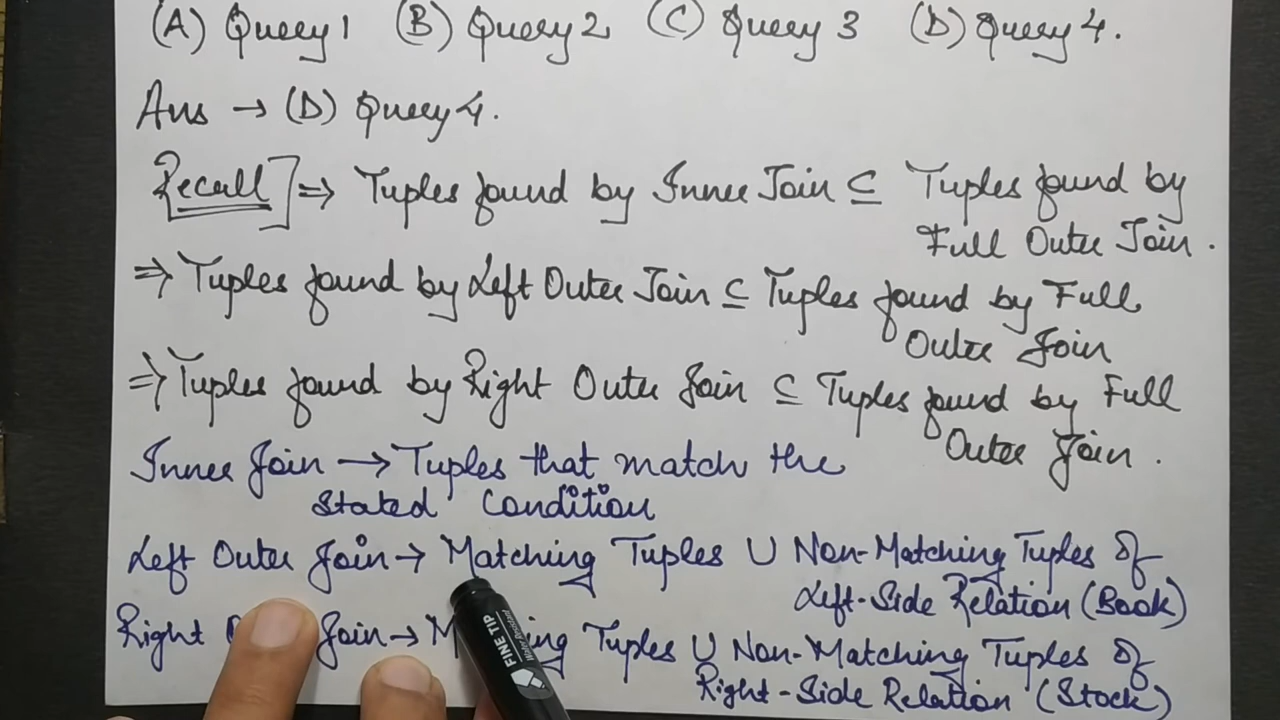 (A) Query 1 (B) Query 2 (C) Query 3 (D) Query 4.
Ans → (D) Query 4.
Recall ⇒ Tuples found by Inner Join ⊆ Tuples found by
Full Outer Join.
⇒ Tuples found by Left Outer Join ⊆ Tuples found by Full
Outer Join
⇒ Tuples found by Right Outer Join ⊆ Tuples found by Full
Outer Join.
Inner Join → Tuples that match the
Stated Condition
Left Outer Join → Matching Tuples ∪ Non-Matching Tuples Of
Left-Side Relation (Book)
Right Join → Tuples ∪ Non-Matching Tuples Of
Right-Side Relation (Stock)
FINE TIP